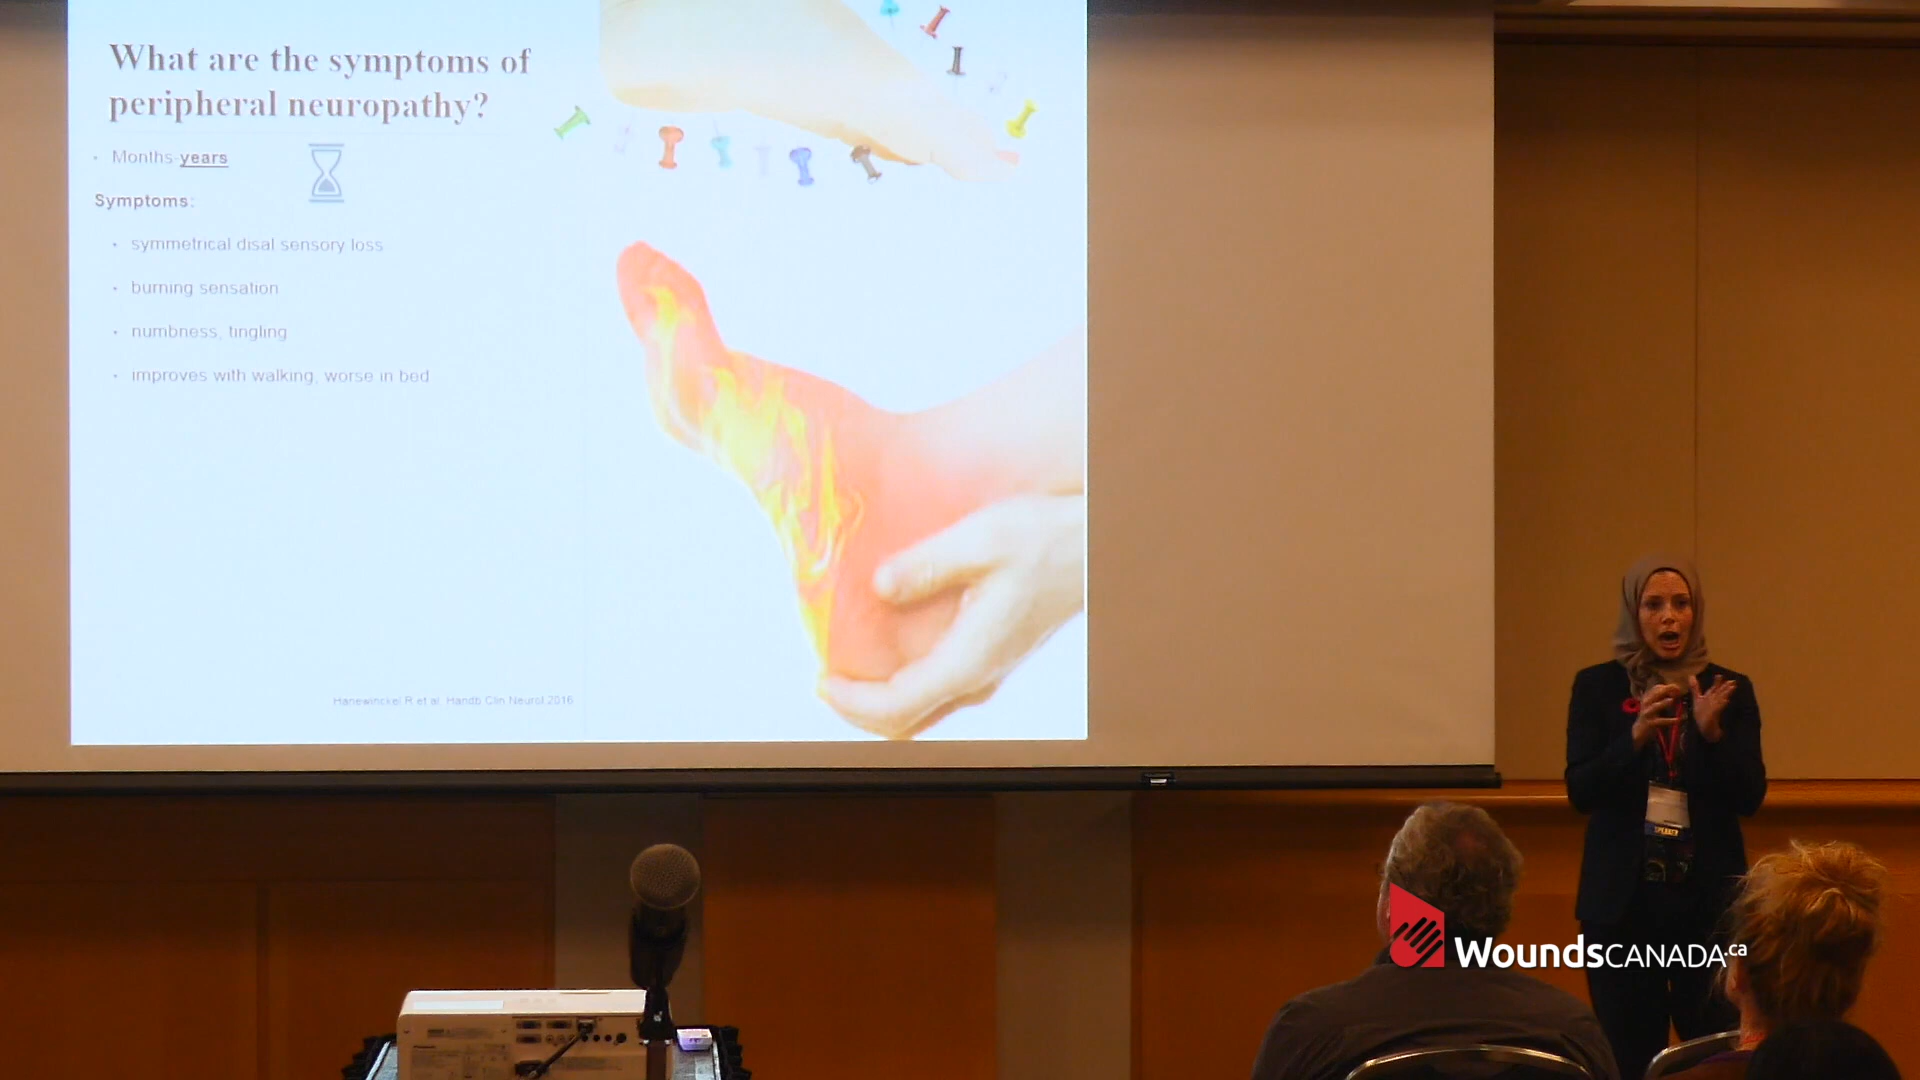 What are the symptoms of
peripheral neuropathy?
• Months-years
Symptoms:
• symmetrical disal sensory loss
• burning sensation
• numbness, tingling
• improves with walking, worse in bed
Hanewinckel R et al. Handb Clin Neurol 2016
SPEAKER
WoundsCANADA.ca